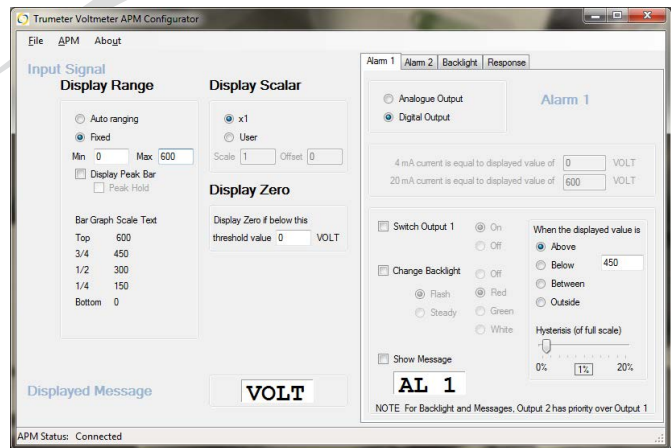 Trumeter Voltmeter APM Configurator
File APM About
Input Signal
Display Range
Auto ranging
Fixed
Min 0 Max 600
Display Peak Bar
Peak Hold
Bar Graph Scale Text
Top 600
3/4 450
1/2 300
1/4 150
Bottom 0
Display Scalar
x1
User
Scale 1 Offset 0
Display Zero
Display Zero if below this
threshold value 0 VOLT
Displayed Message
VOLT
Alarm 1 Alarm 2 Backlight Response
Analogue Output
Digital Output
Alarm 1
4 mA current is equal to displayed value of 0 VOLT
20 mA current is equal to displayed value of 600 VOLT
Switch Output 1
On
Off
Change Backlight
Flash
Steady
Off
Red
Green
White
Show Message
AL 1
When the displayed value is
Above
Below
Between
Outside
450
Hysterisis (of full scale)
0% 1% 20%
NOTE For Backlight and Messages, Output 2 has priority over Output 1
APM Status: Connected